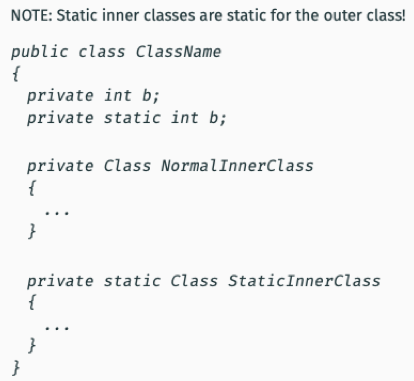 NOTE: Static inner classes are static for the outer class!
public class ClassName
{
private int b;
private static int b;
private Class NormalInnerClass
{
...
}
private static Class StaticInnerClass
{
...
}
}